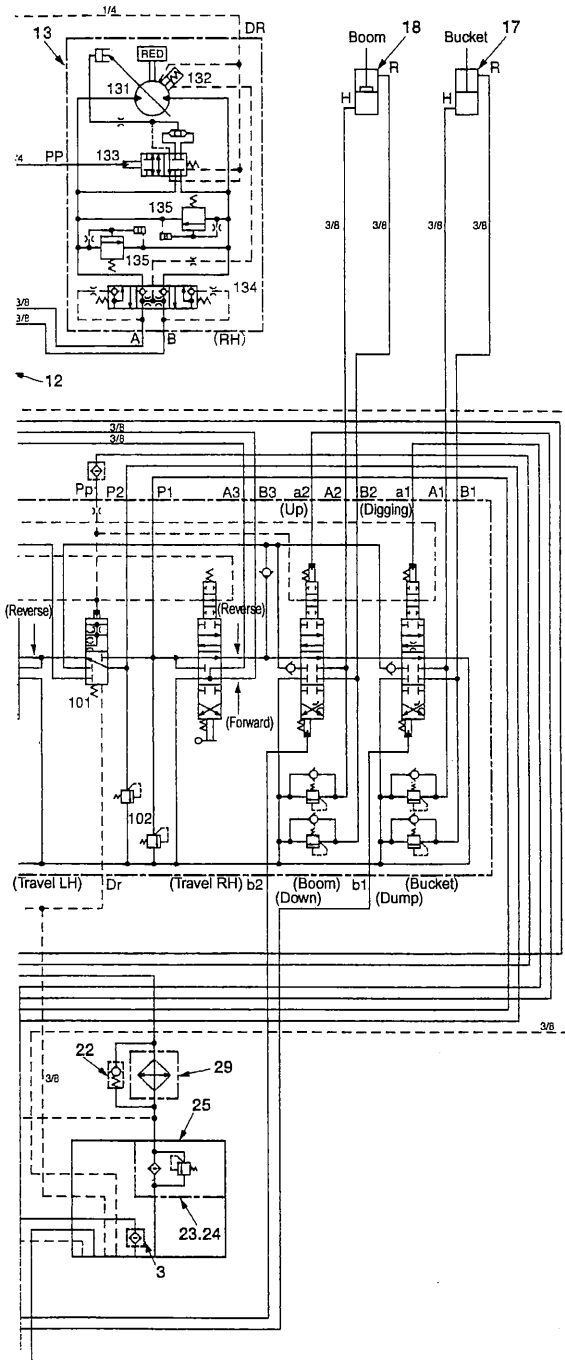 1/4
13
DR
RED
131
132
133
PP
135
135
134
3/8
3/8
A
B
(RH)
12
Boom
18
R
H
Bucket
17
R
H
3/8
3/8
3/8
3/8
3/8
3/8
Pp
P2
P1
A3
B3
a2
A2
B2
a1
A1
B1
(Up)
(Digging)
(Reverse)
(Reverse)
101
(Forward)
102
(Travel LH)
Dr
(Travel RH)
b2
(Boom)
b1
(Bucket)
(Down)
(Dump)
3/8
22
3/8
29
25
23.24
3